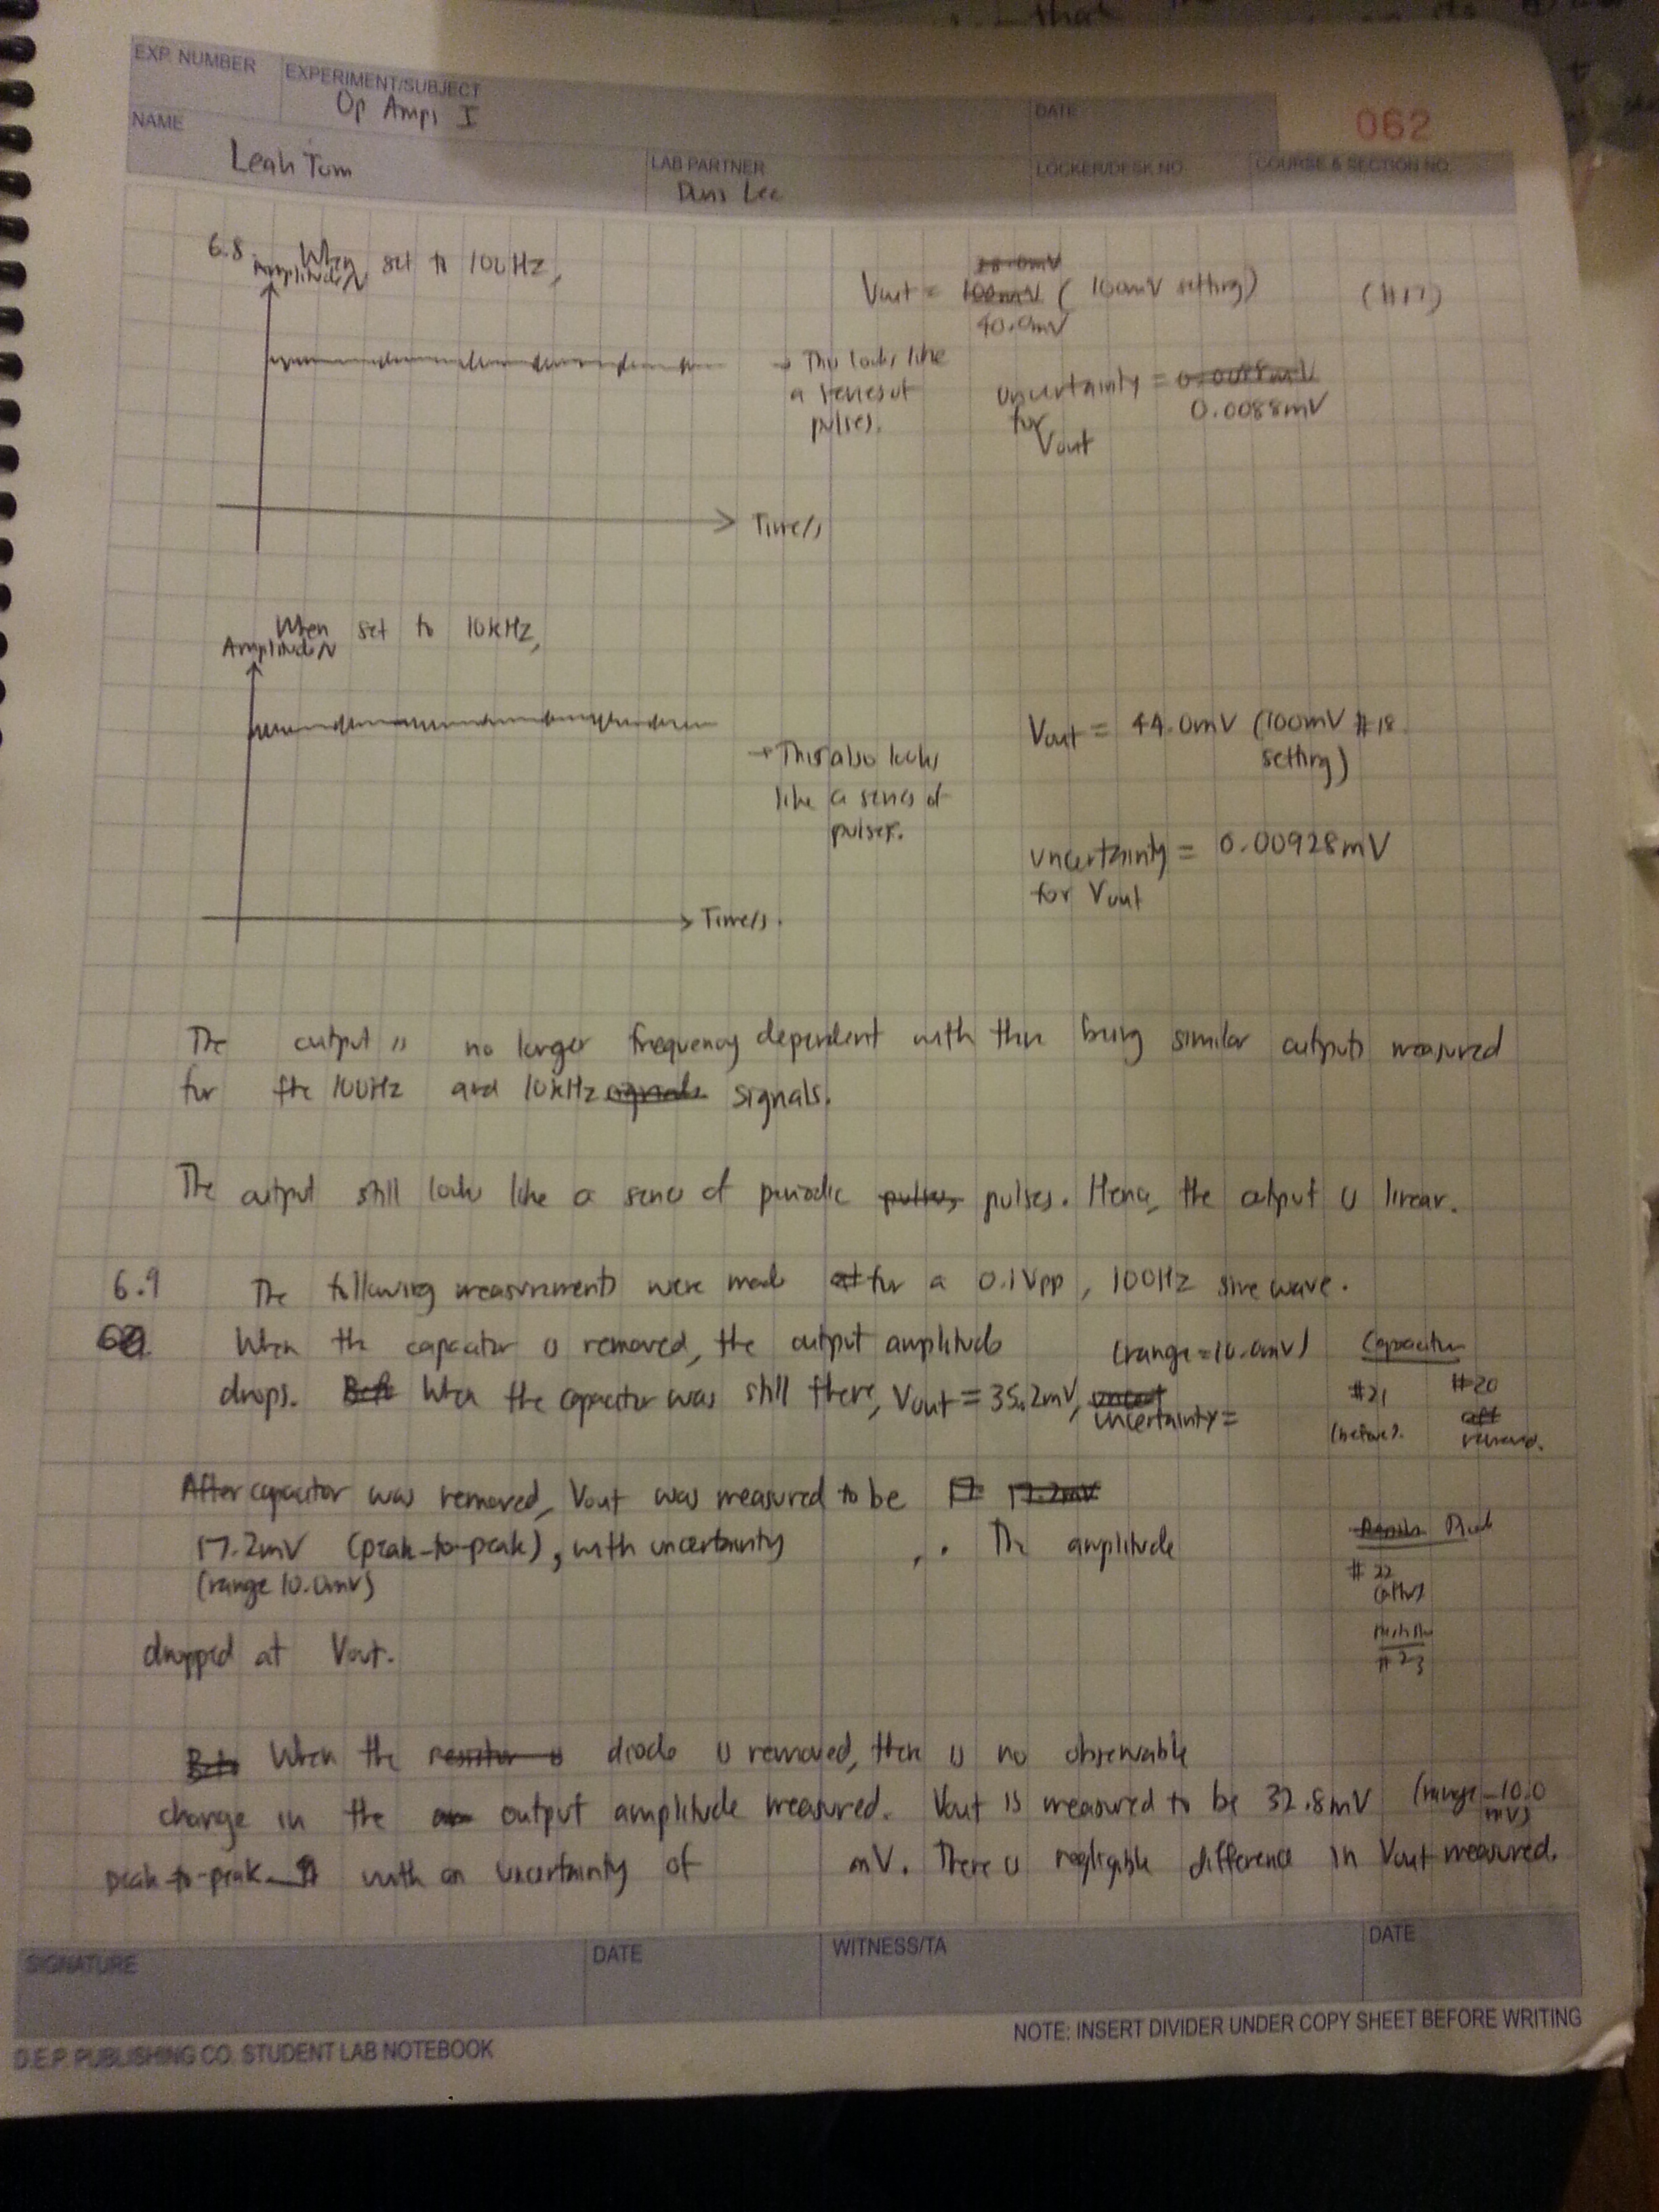 EXP. NUMBER
EXPERIMENT/SUBJECT
Op Amps I
DATE
062
NAME
Leah Tom
LAB PARTNER
Lee
LOCKER/DESK NO.
COURSE & SECTION NO.
6.8. When set to 100Hz,
Amplitude/V
Vout = 100mV (100mV setting) (#17)
40.0mV
→ This looks like
a series of
pulses.
uncertainty = 0.0088mV
0.0088mV
for
Vout
Time/s
When set to 10kHz,
Amplitude/V
Vout = 44.0mV (100mV #18
setting)
→ This also looks
like a series of
pulses.
uncertainty = 0.00928mV
for Vout
Time/s.
The output is no longer frequency dependent with there being similar outputs measured
for the 100Hz and 10kHz signals signals.
The output still looks like a series of periodic pulses, pulses. Hence, the output is linear.
6.9 The following measurements were made at for a 0.1Vpp, 100Hz sine wave.
When the capacitor is removed, the output amplitude (range=10.0mV) Capacitor
drops. When the capacitor was still there, Vout = 35.2mV, uncertainty= #21 #20
(before). removed.
After capacitor was removed, Vout was measured to be 17 17.2mV
17.2mV (peak-to-peak), with uncertainty , . The amplitude
(range 10.0mV)
#22
(after)
#23
dropped at Vout.
When the resistor is diode is removed, there is no observable
change in the output amplitude measured. Vout is measured to be 32.8mV (range=10.0
mV)
peak-to-peak with an uncertainty of mV. There is negligible difference in Vout measured.
SIGNATURE
DATE
WITNESS/TA
DATE
NOTE: INSERT DIVIDER UNDER COPY SHEET BEFORE WRITING
D.E.P. PUBLISHING CO. STUDENT LAB NOTEBOOK